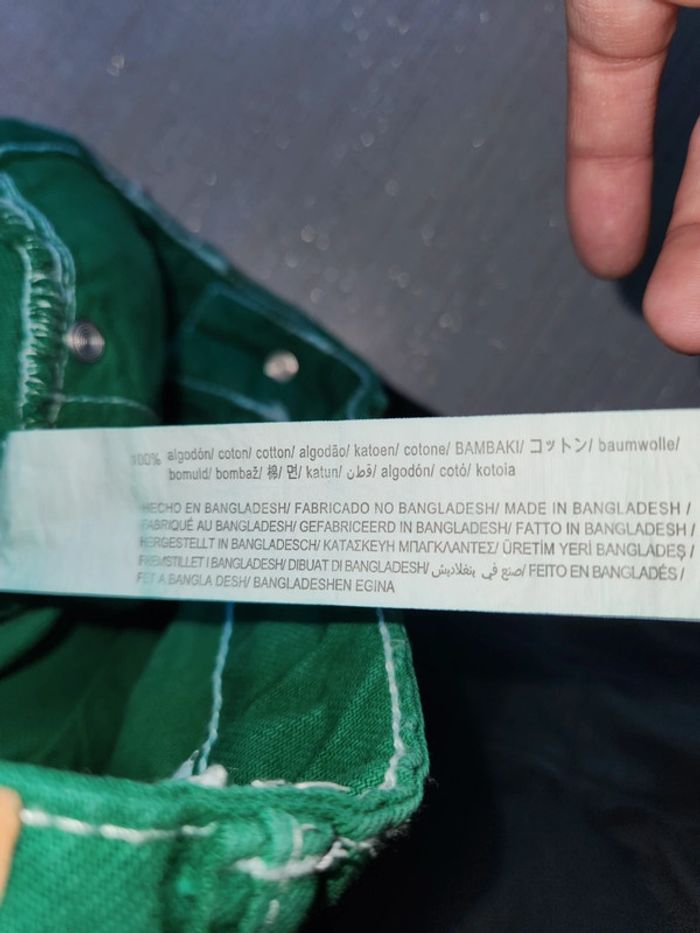 100% algodón/ coton/ cotton/ algodão/ katoen/ cotone/ BAMBAKI/ コットン/ baumwolle/
bomuld/ bombaž/ 棉/ 면/ katun/ قطن/ algodón/ cotó/ kotoia
HECHO EN BANGLADESH/ FABRICADO NO BANGLADESH/ MADE IN BANGLADESH /
FABRIQUÉ AU BANGLADESH/ GEFABRICEERD IN BANGLADESH/ FATTO IN BANGLADESH/
HERGESTELLT IN BANGLADESCH/ ΚΑΤΑΣΚΕΥΗ ΜΠΑΓΚΛΑΝΤΕΣ/ ÜRETİM YERİ BANGLADEŞ /
FREMSTILLET I BANGLADESH/ DIBUAT DI BANGLADESH/ صنع في بنغلاديش/ FEITO EN BANGLADÉS /
FET A BANGLA DESH/ BANGLADESHEN EGINA